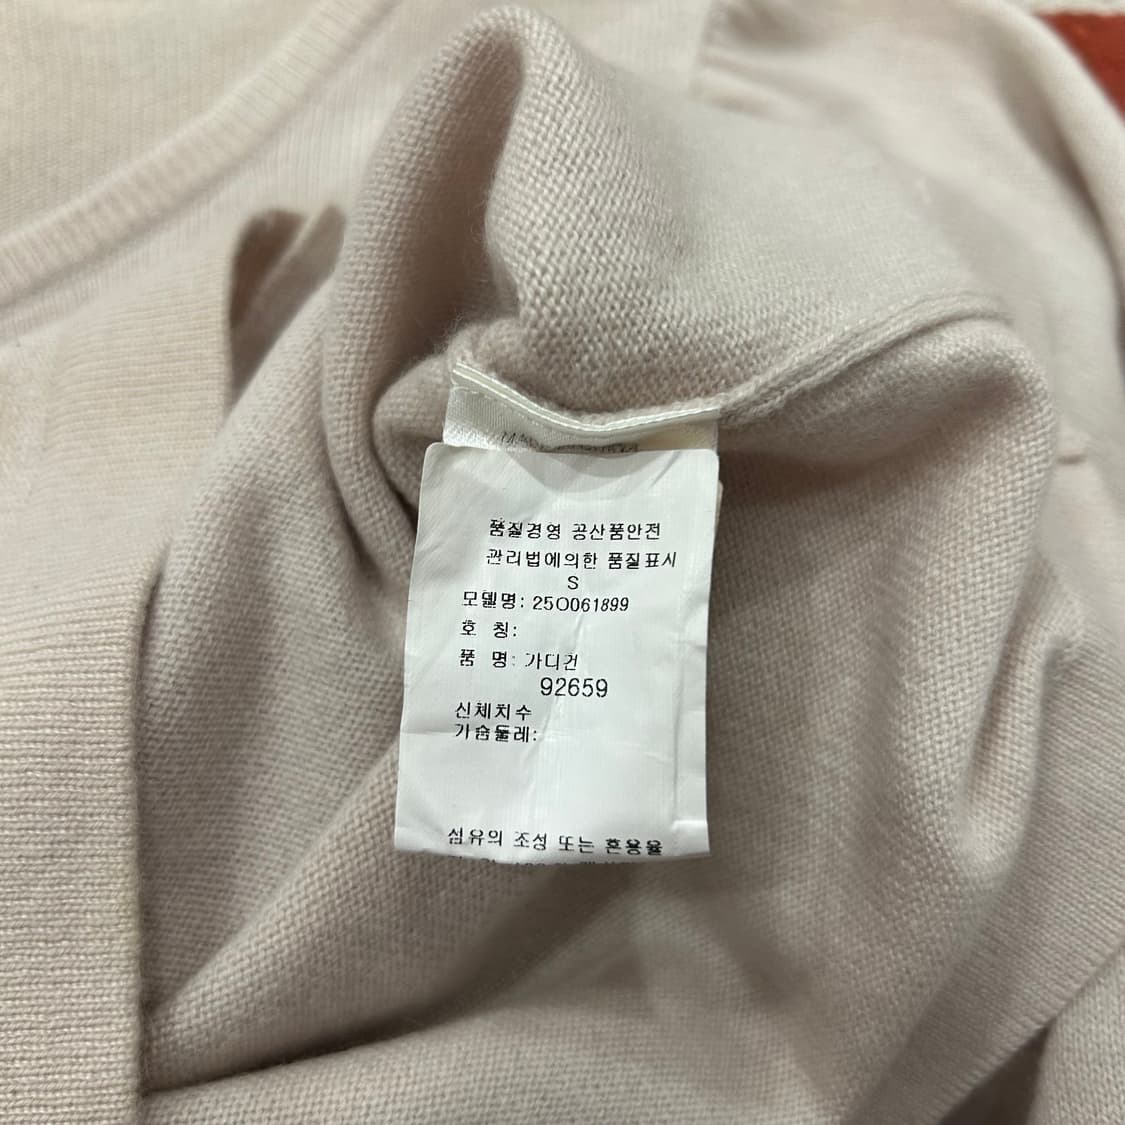 품질경영 공산품안전
관리법에의한 품질표시
S
모델명: 25O061899
호 칭:
품 명: 가디건
92659
신체치수
가슴둘레:
섬유의 조성 또는 혼용율